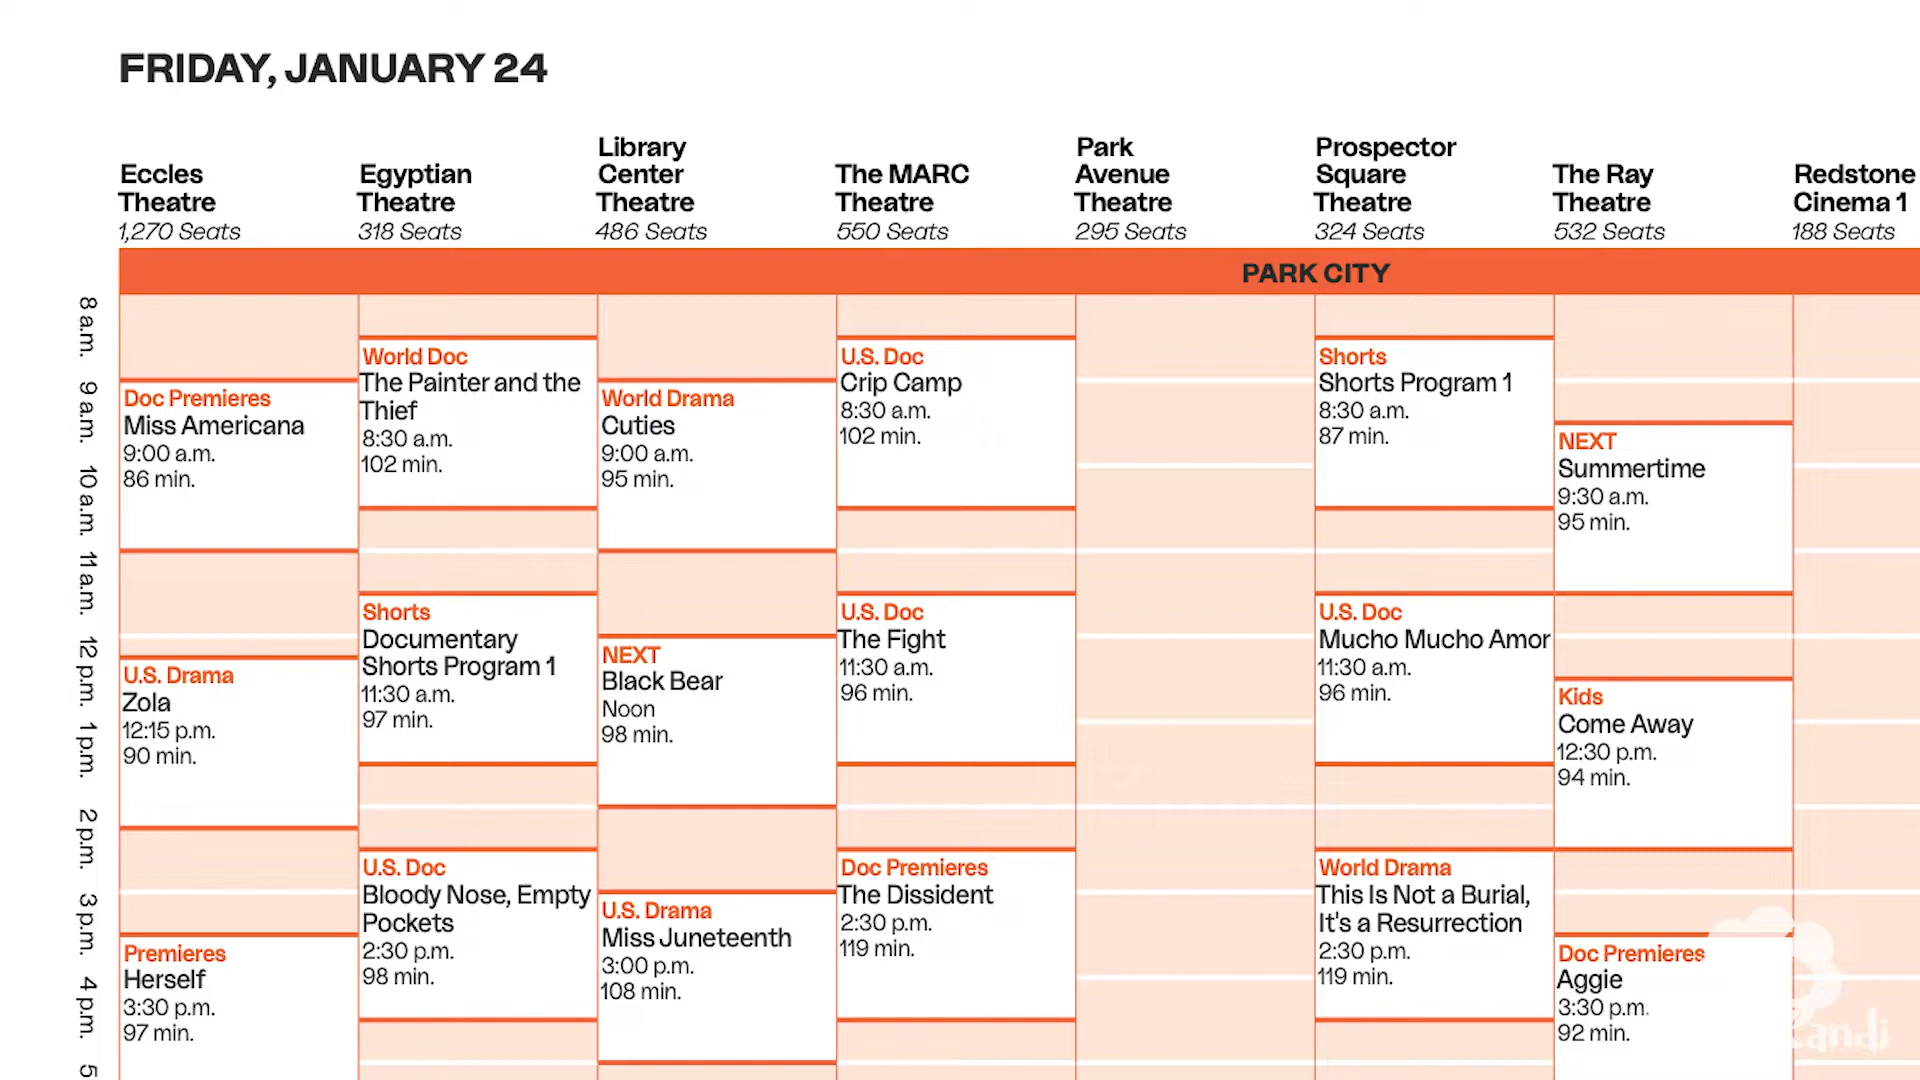 FRIDAY, JANUARY 24
Eccles
Theatre
1,270 Seats
Egyptian
Theatre
318 Seats
Library
Center
Theatre
486 Seats
The MARC
Theatre
550 Seats
Park
Avenue
Theatre
295 Seats
Prospector
Square
Theatre
324 Seats
The Ray
Theatre
532 Seats
Redstone
Cinema 1
188 Seats
PARK CITY
8 a.m.
9 a.m.
10 a.m.
11 a.m.
12 p.m.
1 p.m.
2 p.m.
3 p.m.
4 p.m.
5
Doc Premieres
Miss Americana
9:00 a.m.
86 min.
U.S. Drama
Zola
12:15 p.m.
90 min.
Premieres
Herself
3:30 p.m.
97 min.
World Doc
The Painter and the
Thief
8:30 a.m.
102 min.
Shorts
Documentary
Shorts Program 1
11:30 a.m.
97 min.
U.S. Doc
Bloody Nose, Empty
Pockets
2:30 p.m.
98 min.
World Drama
Cuties
9:00 a.m.
95 min.
NEXT
Black Bear
Noon
98 min.
U.S. Drama
Miss Juneteenth
3:00 p.m.
108 min.
U.S. Doc
Crip Camp
8:30 a.m.
102 min.
U.S. Doc
The Fight
11:30 a.m.
96 min.
Doc Premieres
The Dissident
2:30 p.m.
119 min.
Shorts
Shorts Program 1
8:30 a.m.
87 min.
U.S. Doc
Mucho Mucho Amor
11:30 a.m.
96 min.
World Drama
This Is Not a Burial,
It's a Resurrection
2:30 p.m.
119 min.
NEXT
Summertime
9:30 a.m.
95 min.
Kids
Come Away
12:30 p.m.
94 min.
Doc Premieres
Aggie
3:30 p.m.
92 min.